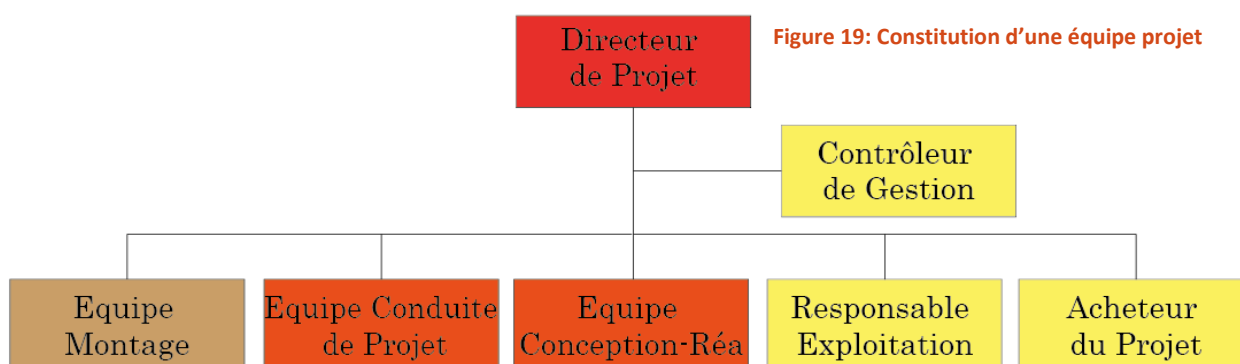 Directeur
de Projet
Figure 19: Constitution d’une équipe projet
Contrôleur
de Gestion
Equipe
Montage
Equipe Conduite
de Projet
Equipe
Conception-Réa
Responsable
Exploitation
Acheteur
du Projet